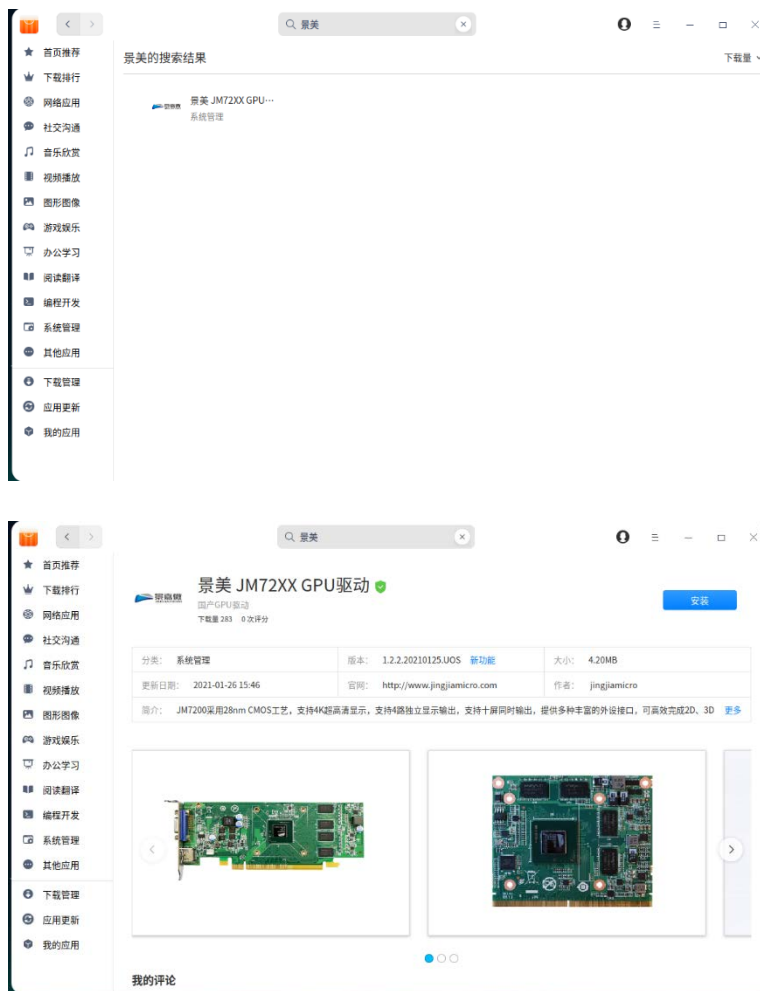 景美
首页推荐
景美的搜索结果
下载量
下载排行
网络应用
景美 JM72XX GPU…
系统管理
社交沟通
音乐欣赏
视频播放
图形图像
游戏娱乐
办公学习
阅读翻译
编程开发
系统管理
其他应用
下载管理
应用更新
我的应用
景美
首页推荐
下载排行
网络应用
社交沟通
音乐欣赏
视频播放
图形图像
游戏娱乐
办公学习
阅读翻译
编程开发
系统管理
其他应用
下载管理
应用更新
我的应用
景嘉微
景美 JM72XX GPU驱动
国产GPU驱动
下载量 283 0 次评分
安装
分类: 系统管理 版本: 1.2.2.20210125.UOS 新功能 大小: 4.20MB
更新日期: 2021-01-26 15:46 官网: http://www.jingjiamicro.com 作者: jingjiamicro
简介: JM7200采用28nm CMOS工艺，支持4K超高清显示，支持4路独立显示输出，支持十屏同时输出，提供多种丰富的外设接口，可高效完成2D、3D 更多
我的评论